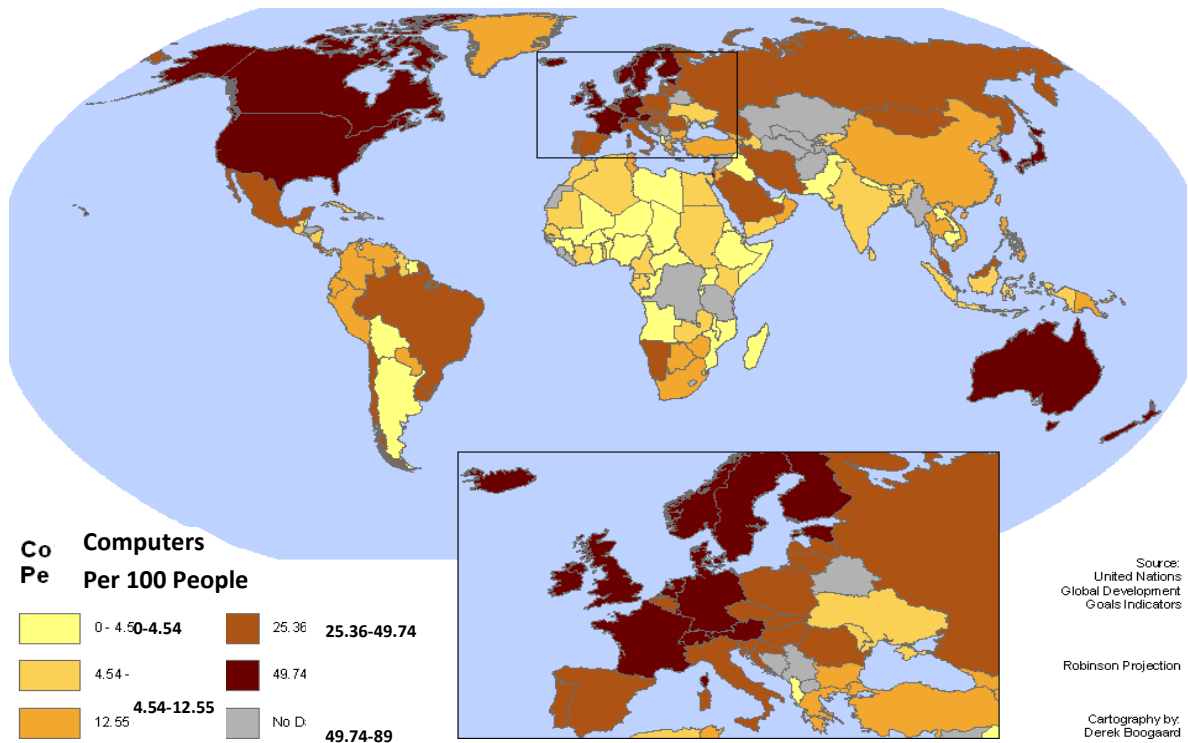 Co Computers
Pe Per 100 People
0 - 4.5 0-4.54
4.54 -
12.55 4.54-12.55
25.36 25.36-49.74
49.74
No D
49.74-89
Source:
United Nations
Global Development
Goals Indicators
Robinson Projection
Cartography by:
Derek Boogaard